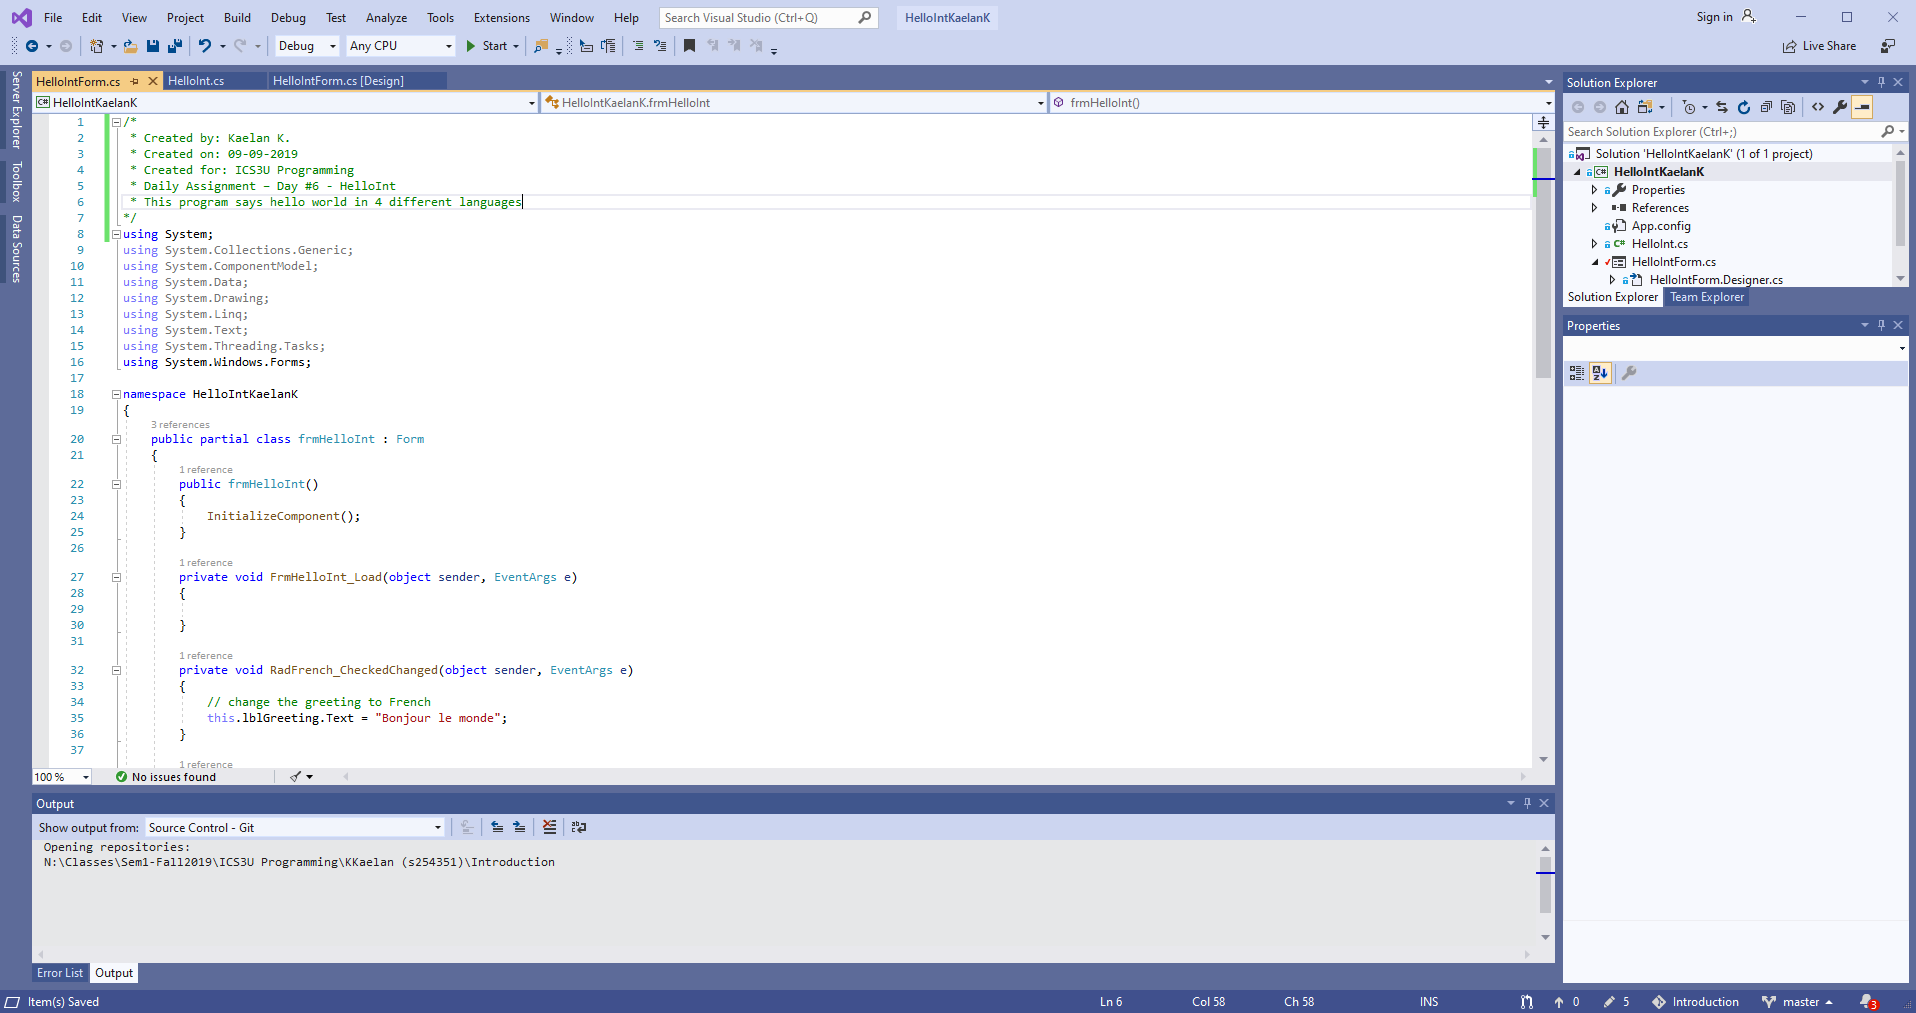 File Edit View Project Build Debug Test Analyze Tools Extensions Window Help Search Visual Studio (Ctrl+Q) HelloIntKaelanK Sign in
Debug Any CPU Start Live Share
Server Explorer
Toolbox
Data Sources
HelloIntForm.cs HelloInt.cs HelloIntForm.cs [Design]
C# HelloIntKaelanK HelloIntKaelanK.frmHelloInt frmHelloInt()
1 /*
2 * Created by: Kaelan K.
3 * Created on: 09-09-2019
4 * Created for: ICS3U Programming
5 * Daily Assignment – Day #6 - HelloInt
6 * This program says hello world in 4 different languages
7 */
8 using System;
9 using System.Collections.Generic;
10 using System.ComponentModel;
11 using System.Data;
12 using System.Drawing;
13 using System.Linq;
14 using System.Text;
15 using System.Threading.Tasks;
16 using System.Windows.Forms;
17
18 namespace HelloIntKaelanK
19 {
3 references
20 public partial class frmHelloInt : Form
21 {
1 reference
22 public frmHelloInt()
23 {
24 InitializeComponent();
25 }
26
1 reference
27 private void FrmHelloInt_Load(object sender, EventArgs e)
28 {
29
30 }
31
1 reference
32 private void RadFrench_CheckedChanged(object sender, EventArgs e)
33 {
34 // change the greeting to French
35 this.lblGreeting.Text = "Bonjour le monde";
36 }
37
1 reference
100 % No issues found
Output
Show output from: Source Control - Git
Opening repositories:
N:\Classes\Sem1-Fall2019\ICS3U Programming\KKaelan (s254351)\Introduction
Error List Output
Solution Explorer
Search Solution Explorer (Ctrl+;)
Solution 'HelloIntKaelanK' (1 of 1 project)
C# HelloIntKaelanK
Properties
References
App.config
C# HelloInt.cs
HelloIntForm.cs
HelloIntForm.Designer.cs
Solution Explorer Team Explorer
Properties
Item(s) Saved Ln 6 Col 58 Ch 58 INS 0 5 Introduction master 3